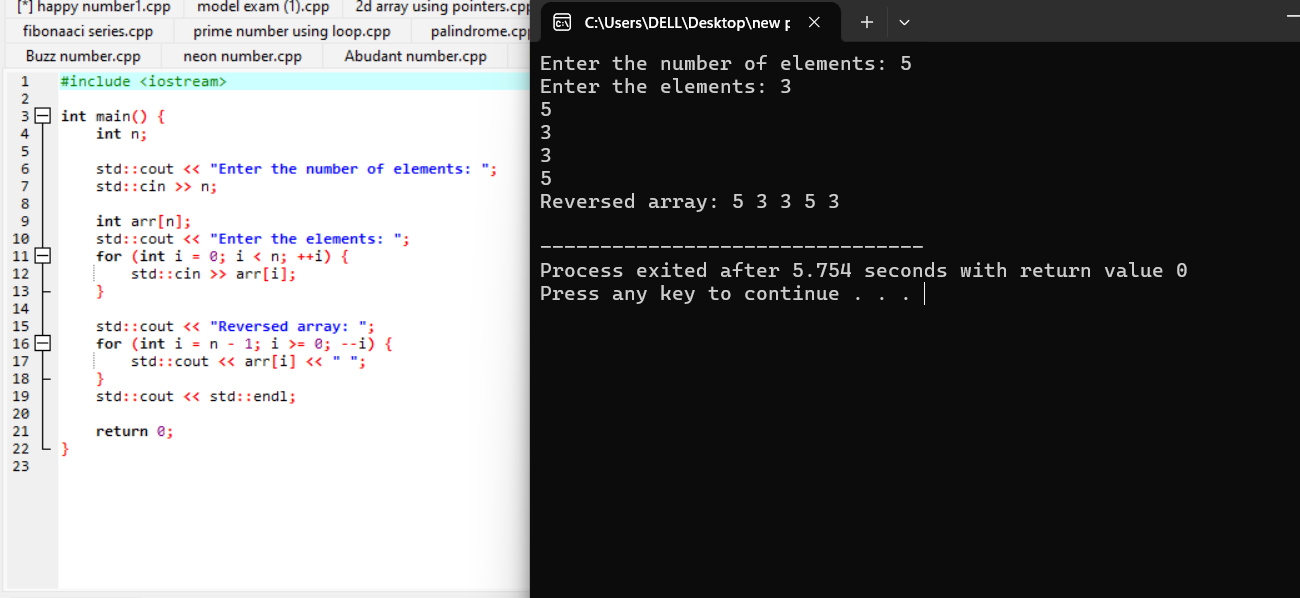 [*] happy number1.cpp model exam (1).cpp 2d array using pointers.cpp
fibonaaci series.cpp prime number using loop.cpp palindrome.cpp
Buzz number.cpp neon number.cpp Abudant number.cpp
1 #include <iostream>
2
3 int main() {
4 int n;
5
6 std::cout << "Enter the number of elements: ";
7 std::cin >> n;
8
9 int arr[n];
10 std::cout << "Enter the elements: ";
11 for (int i = 0; i < n; ++i) {
12 std::cin >> arr[i];
13 }
14
15 std::cout << "Reversed array: ";
16 for (int i = n - 1; i >= 0; --i) {
17 std::cout << arr[i] << " ";
18 }
19 std::cout << std::endl;
20
21 return 0;
22 }
23
C:\Users\DELL\Desktop\new p
Enter the number of elements: 5
Enter the elements: 3
5
3
3
5
Reversed array: 5 3 3 5 3
--------------------------------
Process exited after 5.754 seconds with return value 0
Press any key to continue . . .